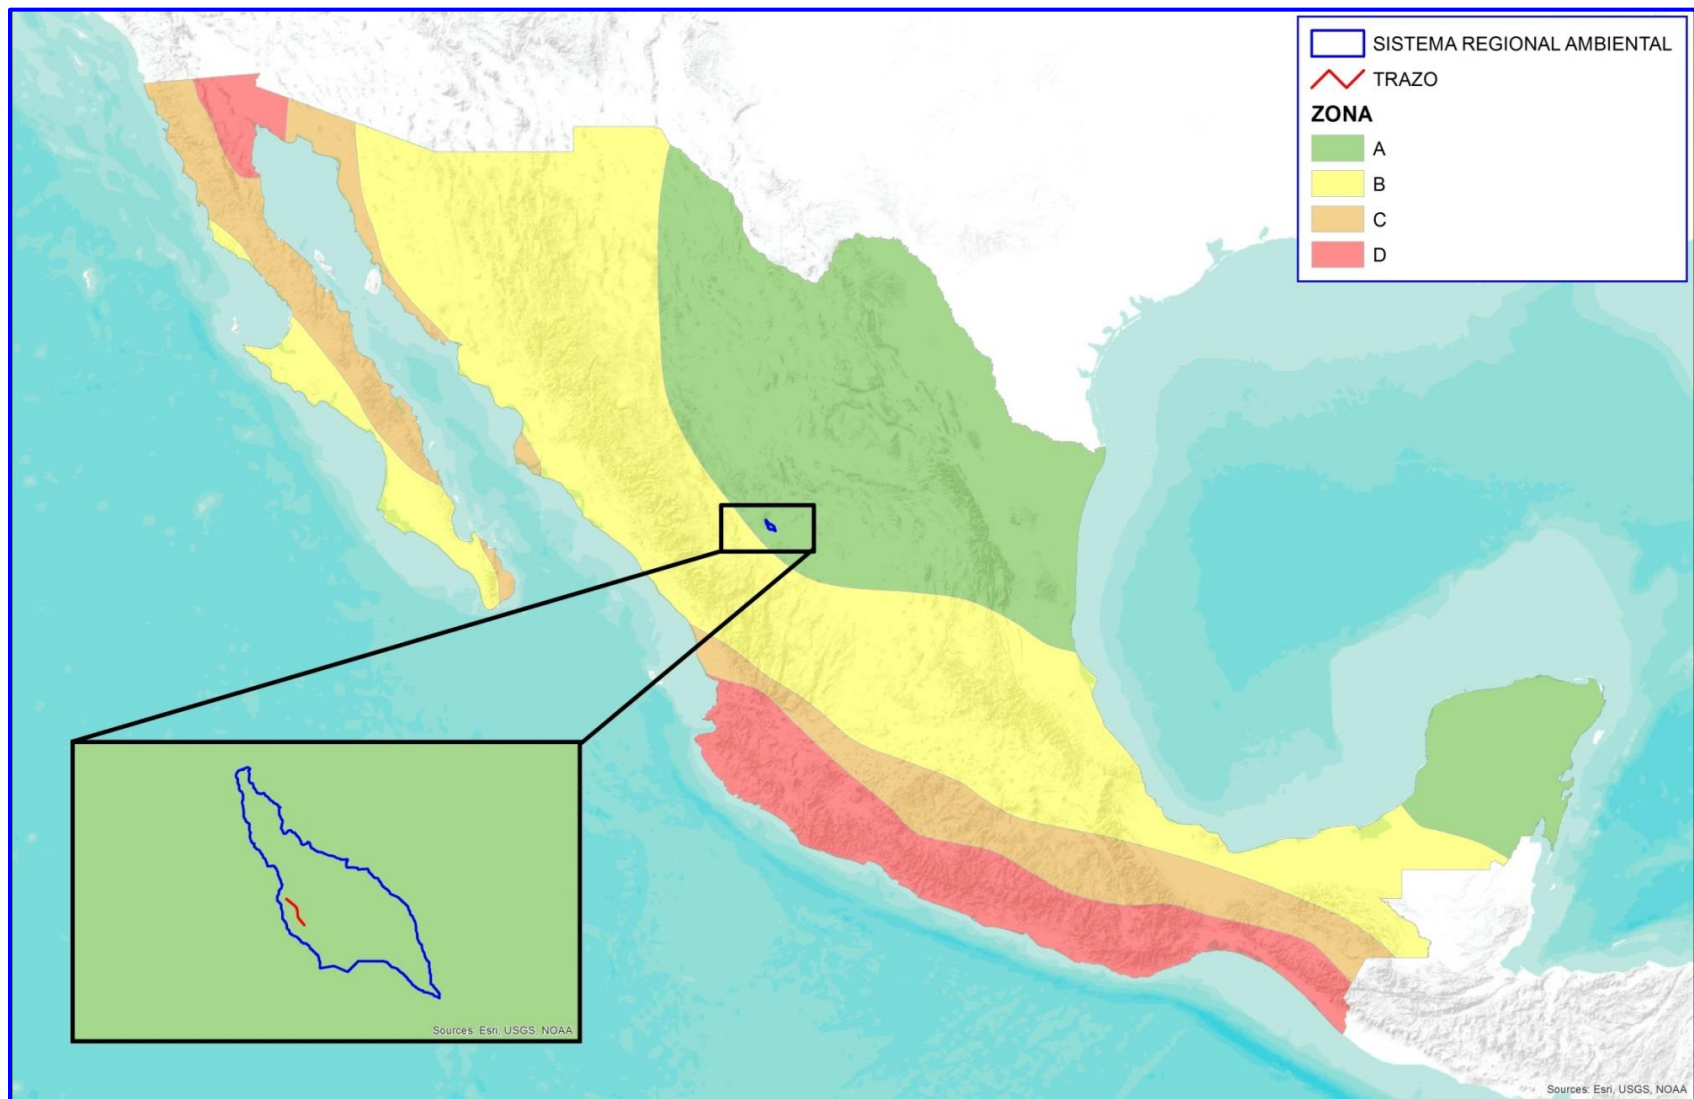 SISTEMA REGIONAL AMBIENTAL
TRAZO
ZONA
A
B
C
D
Sources: Esri, USGS, NOAA
Sources: Esri, USGS, NOAA